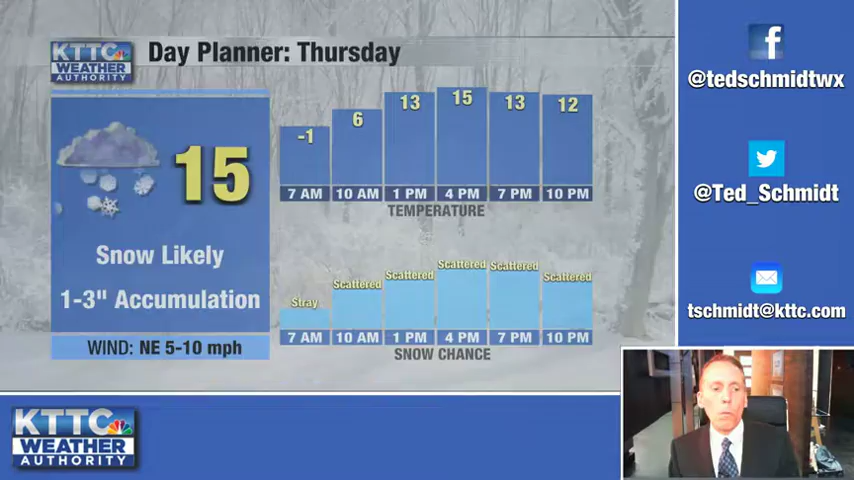 KTTC
WEATHER
AUTHORITY
Day Planner: Thursday
15
Snow Likely
1-3" Accumulation
WIND: NE 5-10 mph
-1 6 13 15 13 12
7 AM 10 AM 1 PM 4 PM 7 PM 10 PM
TEMPERATURE
Stray Scattered Scattered Scattered Scattered Scattered
7 AM 10 AM 1 PM 4 PM 7 PM 10 PM
SNOW CHANCE
f
@tedschmidtwx
@Ted_Schmidt
tschmidt@kttc.com
KTTC
WEATHER
AUTHORITY